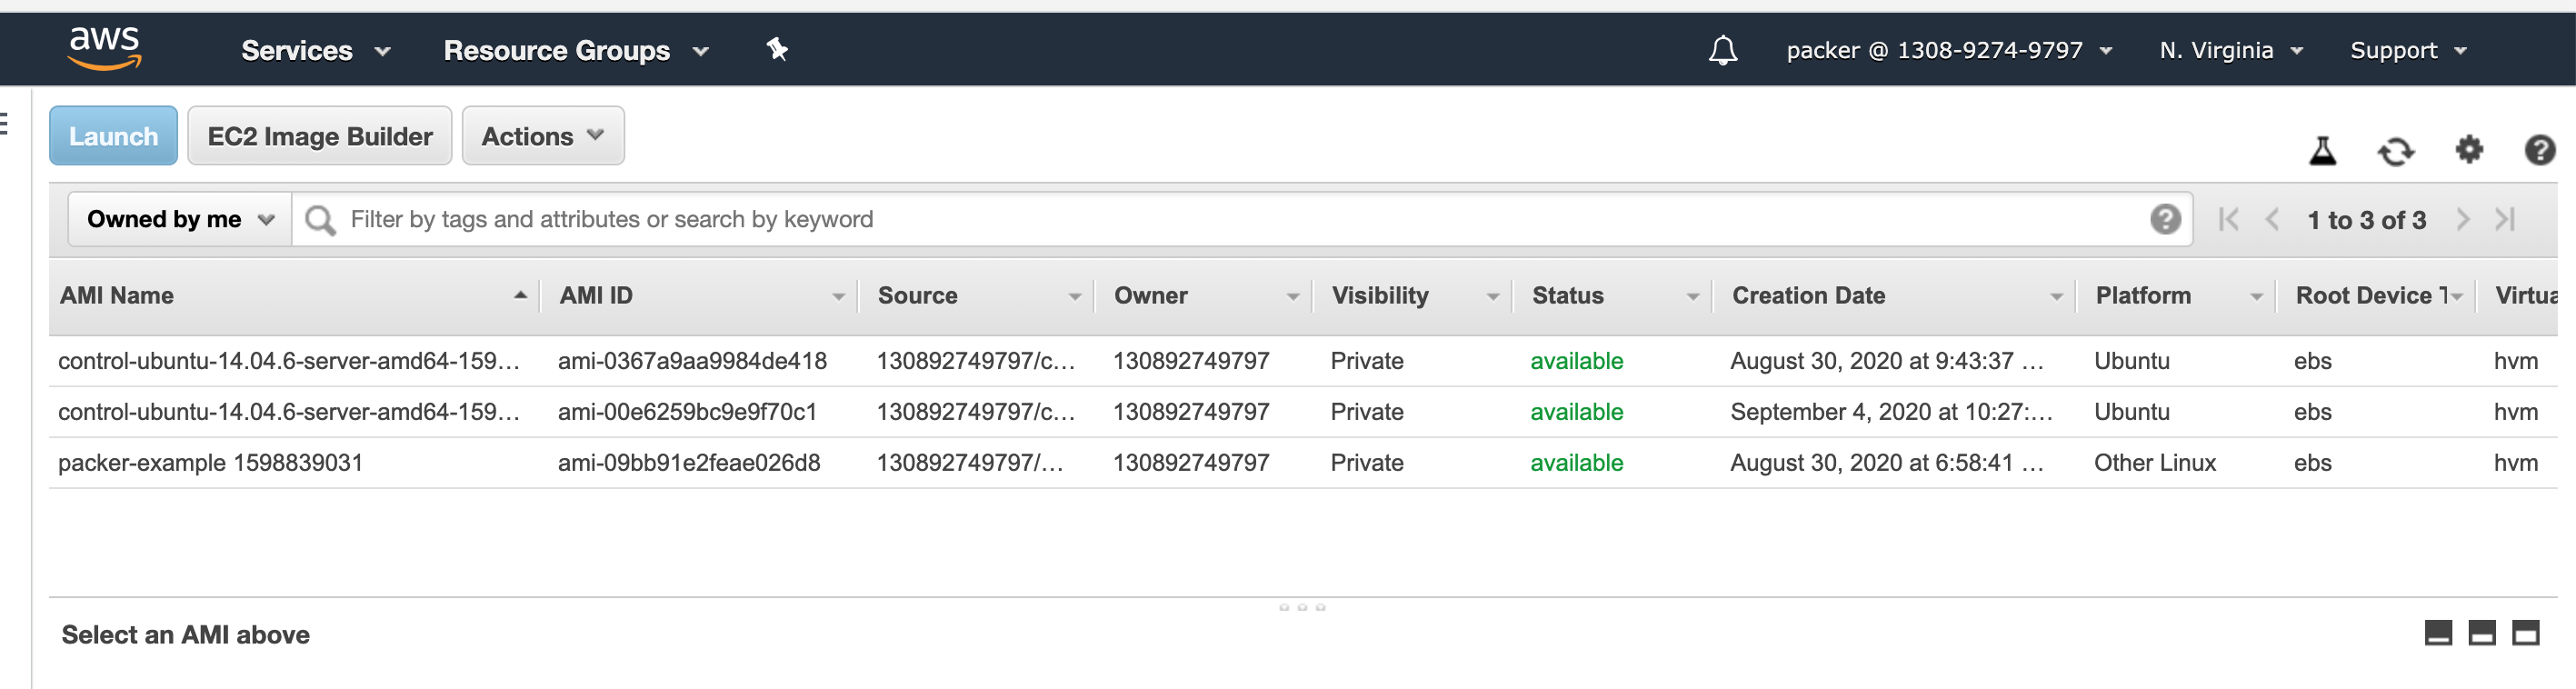 aws Services Resource Groups packer @ 1308-9274-9797 N. Virginia Support
Launch EC2 Image Builder Actions
Owned by me Filter by tags and attributes or search by keyword 1 to 3 of 3
AMI Name AMI ID Source Owner Visibility Status Creation Date Platform Root Device Virtua
control-ubuntu-14.04.6-server-amd64-159... ami-0367a9aa9984de418 130892749797/c... 130892749797 Private available August 30, 2020 at 9:43:37 ... Ubuntu ebs hvm
control-ubuntu-14.04.6-server-amd64-159... ami-00e6259bc9e9f70c1 130892749797/c... 130892749797 Private available September 4, 2020 at 10:27:... Ubuntu ebs hvm
packer-example 1598839031 ami-09bb91e2feae026d8 130892749797/... 130892749797 Private available August 30, 2020 at 6:58:41 ... Other Linux ebs hvm
Select an AMI above